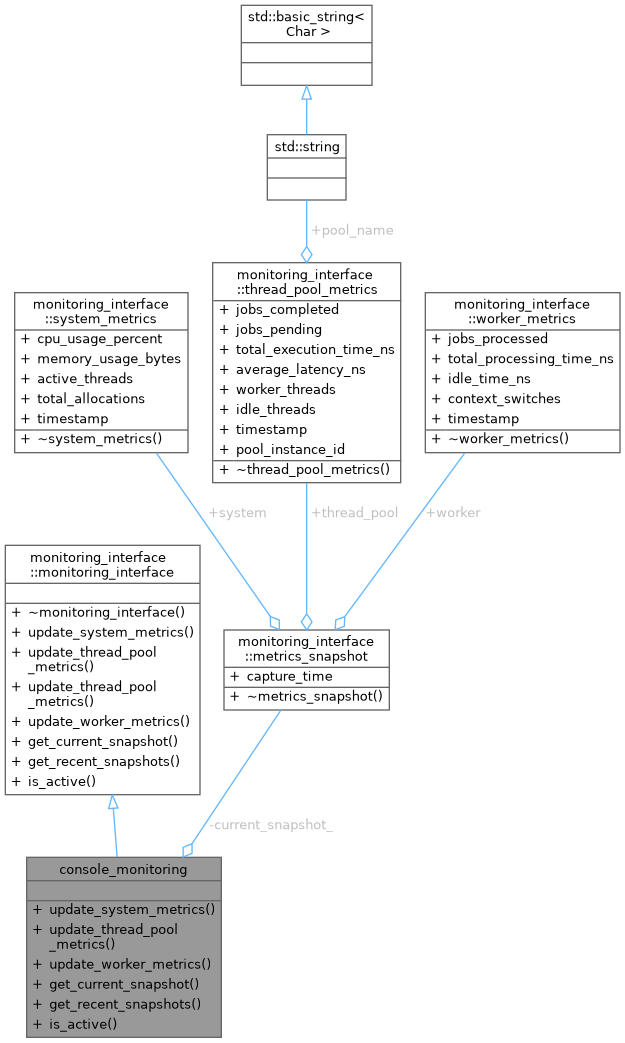 std::basic_string<
Char >
std::string
+pool_name
monitoring_interface
::system_metrics
+ cpu_usage_percent
+ memory_usage_bytes
+ active_threads
+ total_allocations
+ timestamp
+ ~system_metrics()
monitoring_interface
::thread_pool_metrics
+ jobs_completed
+ jobs_pending
+ total_execution_time_ns
+ average_latency_ns
+ worker_threads
+ idle_threads
+ timestamp
+ pool_instance_id
+ ~thread_pool_metrics()
monitoring_interface
::worker_metrics
+ jobs_processed
+ total_processing_time_ns
+ idle_time_ns
+ context_switches
+ timestamp
+ ~worker_metrics()
+system
+thread_pool
+worker
monitoring_interface
::monitoring_interface
+ ~monitoring_interface()
+ update_system_metrics()
+ update_thread_pool
_metrics()
+ update_thread_pool
_metrics()
+ update_worker_metrics()
+ get_current_snapshot()
+ get_recent_snapshots()
+ is_active()
monitoring_interface
::metrics_snapshot
+ capture_time
+ ~metrics_snapshot()
-current_snapshot_
console_monitoring
+ update_system_metrics()
+ update_thread_pool
_metrics()
+ update_worker_metrics()
+ get_current_snapshot()
+ get_recent_snapshots()
+ is_active()